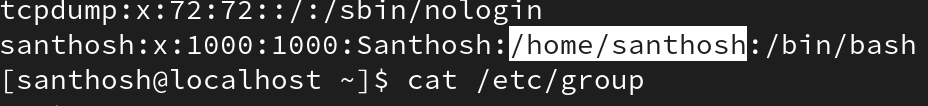 tcpdump:x:72:72::/:/sbin/nologin
santhosh:x:1000:1000:Santhosh:/home/santhosh:/bin/bash
[santhosh@localhost ~]$ cat /etc/group